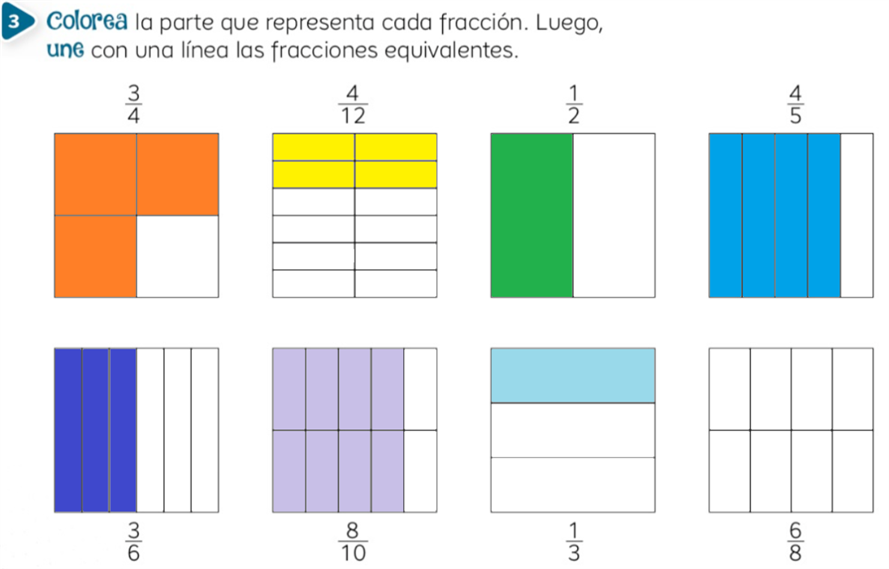 3 Colorea la parte que representa cada fracción. Luego,
une con una línea las fracciones equivalentes.
3/4 4/12 1/2 4/5
3/6 8/10 1/3 6/8